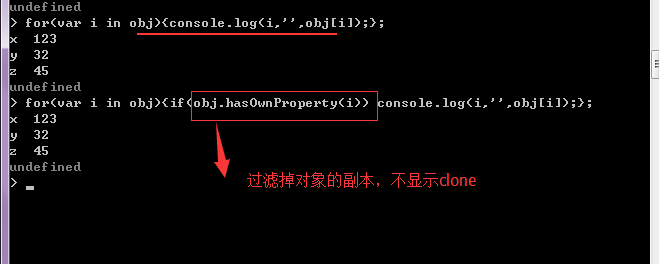 undefined
> for(var i in obj){console.log(i,'',obj[i]);};
x  123
y  32
z  45
undefined
> for(var i in obj){if(obj.hasOwnProperty(i)) console.log(i,'',obj[i]);};
x  123
y  32
z  45
undefined
>
过滤掉对象的副本，不显示clone